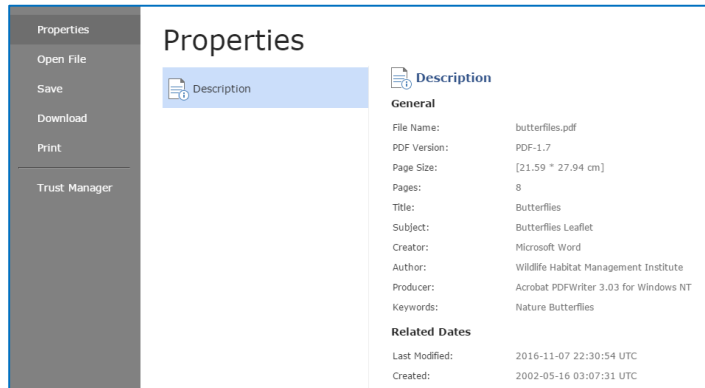 Properties
Open File
Save
Download
Print
Trust Manager
Properties
Description
Description
General
File Name: butterfiles.pdf
PDF Version: PDF-1.7
Page Size: [21.59 * 27.94 cm]
Pages: 8
Title: Butterflies
Subject: Butterflies Leaflet
Creator: Microsoft Word
Author: Wildlife Habitat Management Institute
Producer: Acrobat PDFWriter 3.03 for Windows NT
Keywords: Nature Butterflies
Related Dates
Last Modified: 2016-11-07 22:30:54 UTC
Created: 2002-05-16 03:07:31 UTC